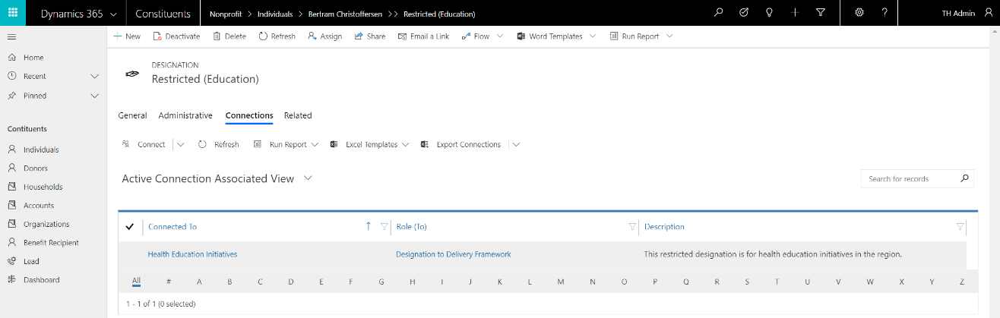 Dynamics 365 Constituents Nonprofit > Individuals > Bertram Christoffersen >> Restricted (Education) TH Admin
New Deactivate Delete Refresh Assign Share Email a Link Flow Word Templates Run Report
Home
Recent
Pinned
Contituents
Individuals
Donors
Households
Accounts
Organizations
Benefit Recipient
Lead
Dashboard
DESIGNATION
Restricted (Education)
General Administrative Connections Related
Connect Refresh Run Report Excel Templates Export Connections
Active Connection Associated View Search for records
Connected To Role (To) Description
Health Education Initiatives Designation to Delivery Framework This restricted designation is for health education initiatives in the region.
All # A B C D E F G H I J K L M N O P Q R S T U V W X Y Z
1 - 1 of 1 (0 selected)